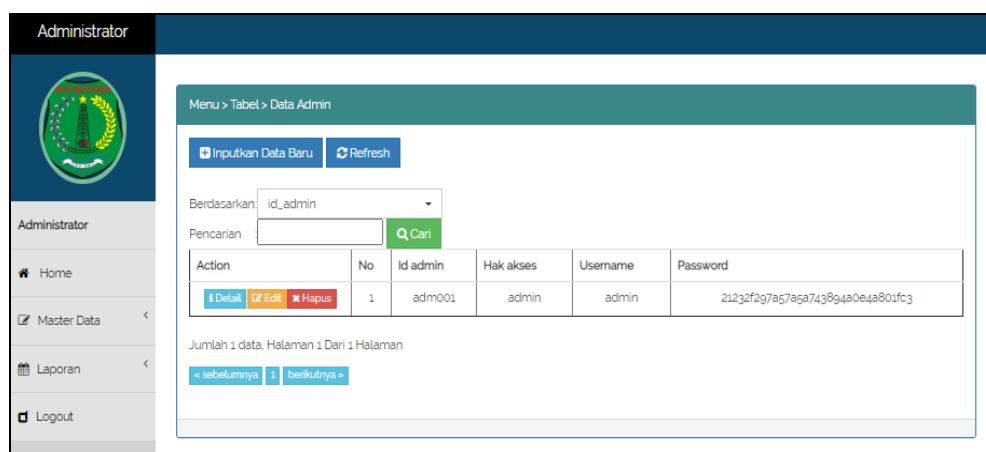 Administrator
Menu > Tabel > Data Admin
Inputkan Data Baru Refresh
Berdasarkan: id_admin
Pencarian : Cari
Administrator
Home
Master Data
Laporan
Logout
Action No Id admin Hak akses Username Password
Detail Edit Hapus 1 adm001 admin admin 21232f297a57a5a743894a0e4a801fc3
Jumlah 1 data, Halaman 1 Dari 1 Halaman
« sebelumnya 1 berikutnya »